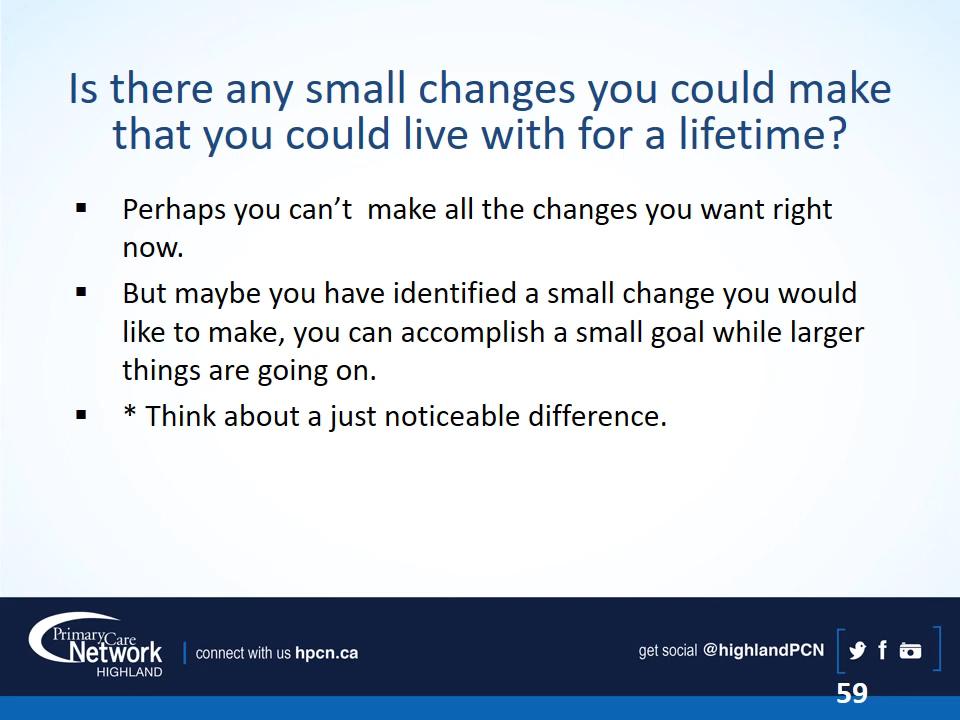 Is there any small changes you could make
that you could live with for a lifetime?
▪ Perhaps you can’t  make all the changes you want right
now.
▪ But maybe you have identified a small change you would
like to make, you can accomplish a small goal while larger
things are going on.
▪ * Think about a just noticeable difference.
PrimaryCare
Network
HIGHLAND
connect with us hpcn.ca
get social @highlandPCN
59